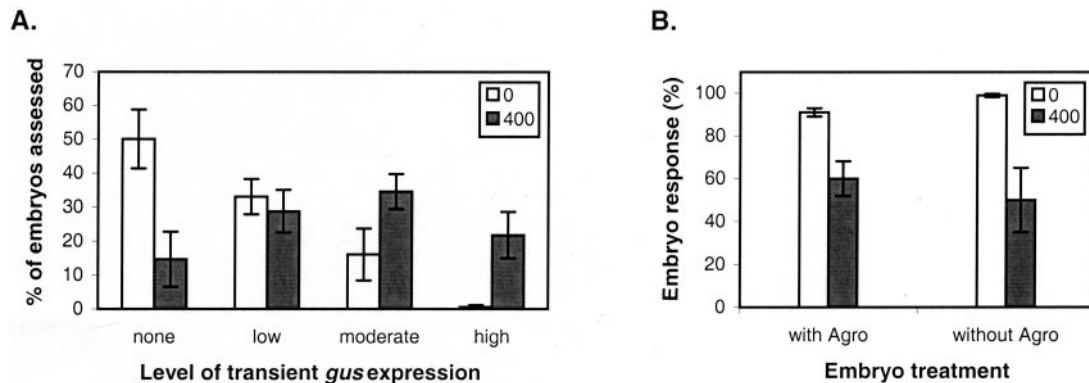 A.
% of embryos assessed
70
60
50
40
30
20
10
0
0
400
none low moderate high
Level of transient gus expression
B.
Embryo response (%)
100
80
60
40
20
0
0
400
with Agro without Agro
Embryo treatment